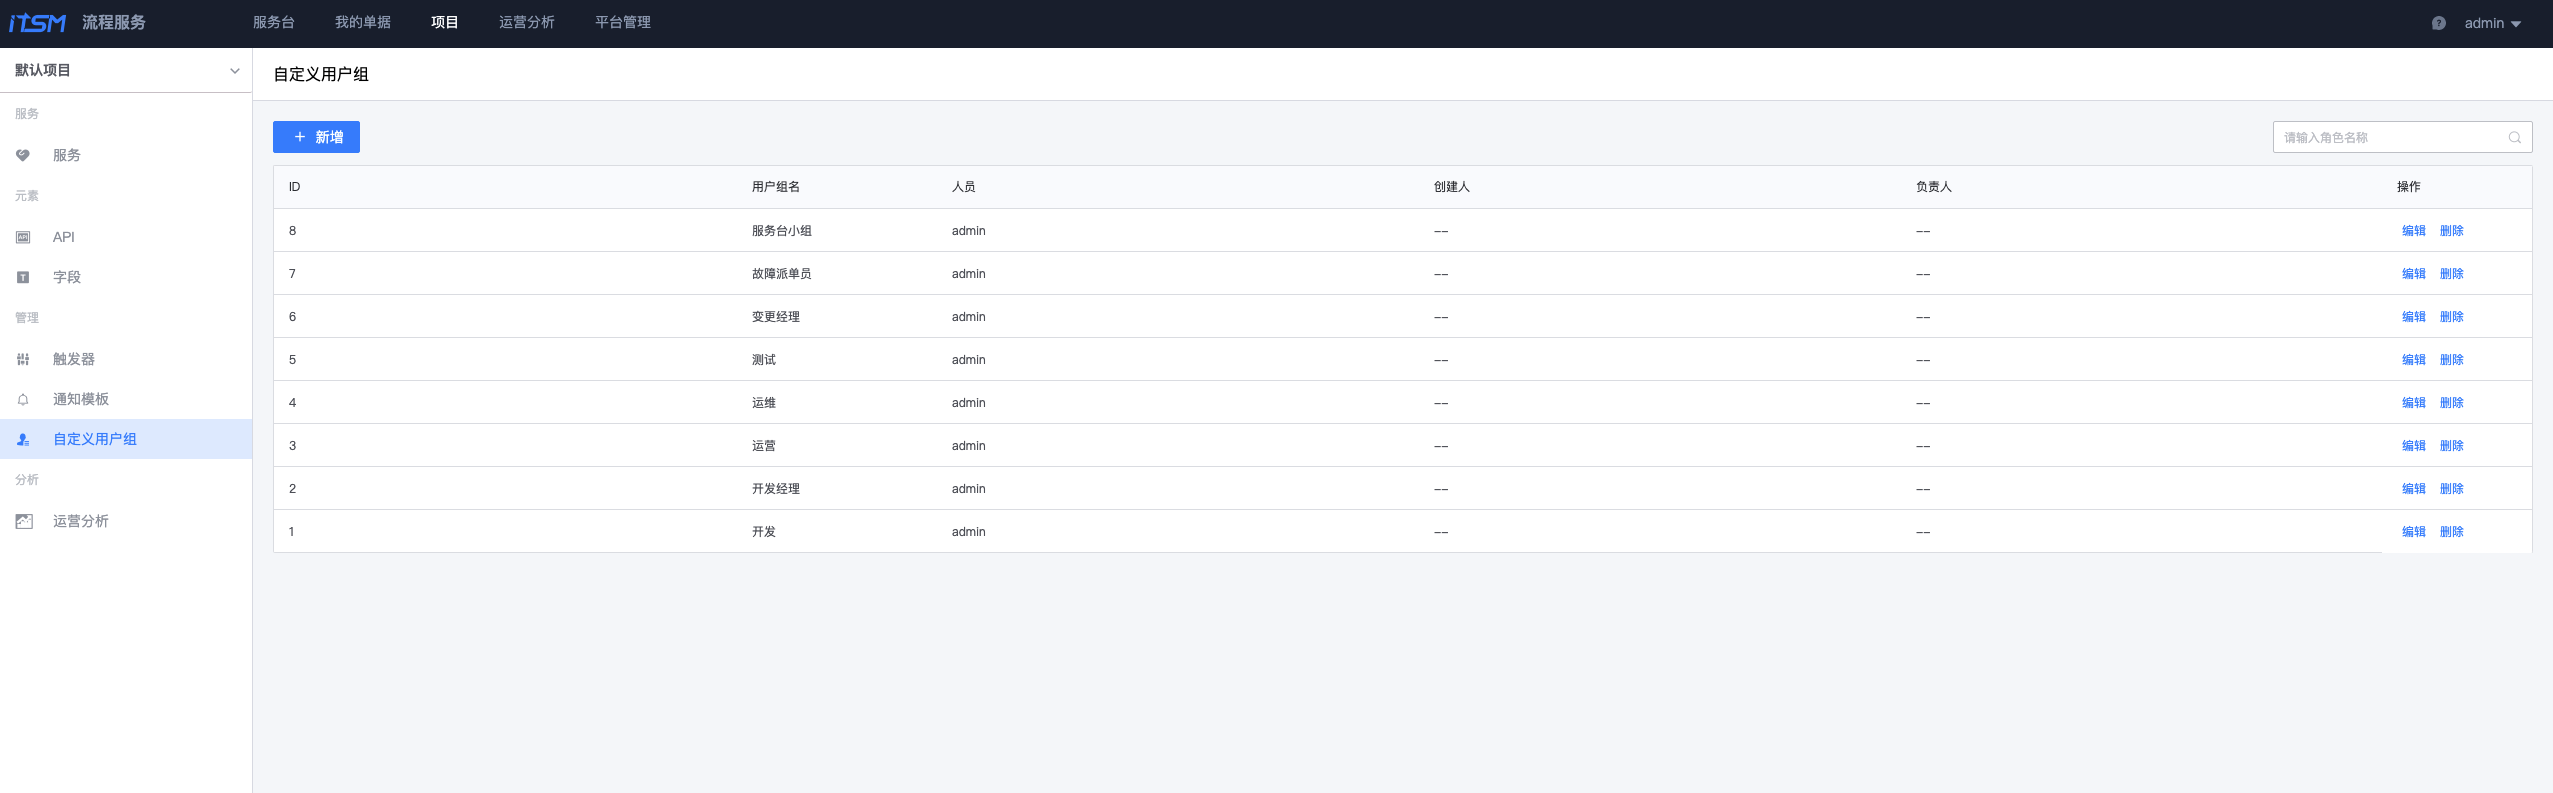 ITSM 流程服务 服务台 我的单据 项目 运营分析 平台管理 admin
默认项目
服务
服务
元素
API
字段
管理
触发器
通知模板
自定义用户组
分析
运营分析
自定义用户组
+ 新增 请输入角色名称
ID 用户组名 人员 创建人 负责人 操作
8 服务台小组 admin -- -- 编辑 删除
7 故障派单员 admin -- -- 编辑 删除
6 变更经理 admin -- -- 编辑 删除
5 测试 admin -- -- 编辑 删除
4 运维 admin -- -- 编辑 删除
3 运营 admin -- -- 编辑 删除
2 开发经理 admin -- -- 编辑 删除
1 开发 admin -- -- 编辑 删除